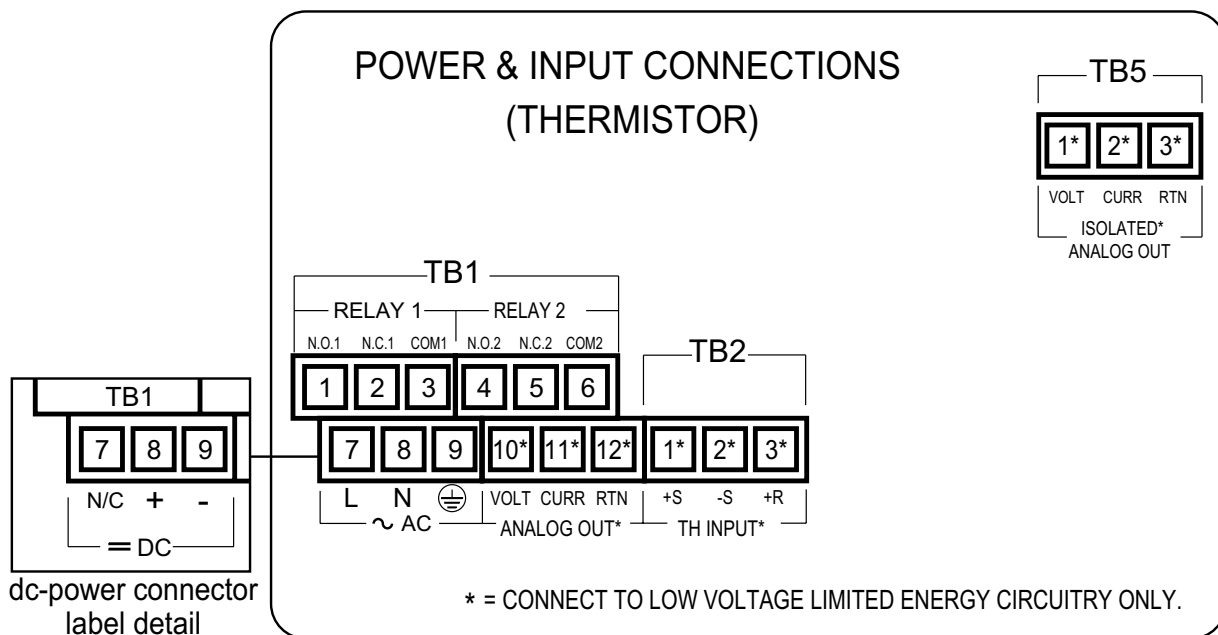 POWER & INPUT CONNECTIONS
(THERMISTOR)
TB5
1* 2* 3*
VOLT CURR RTN
ISOLATED*
ANALOG OUT
TB1
RELAY 1 RELAY 2
N.O.1 N.C.1 COM1 N.O.2 N.C.2 COM2
1 2 3 4 5 6
TB2
7 8 9 10* 11* 12* 1* 2* 3*
L N VOLT CURR RTN +S -S +R
~ AC ANALOG OUT* TH INPUT*
TB1
7 8 9
N/C + -
= DC
dc-power connector
label detail
* = CONNECT TO LOW VOLTAGE LIMITED ENERGY CIRCUITRY ONLY.